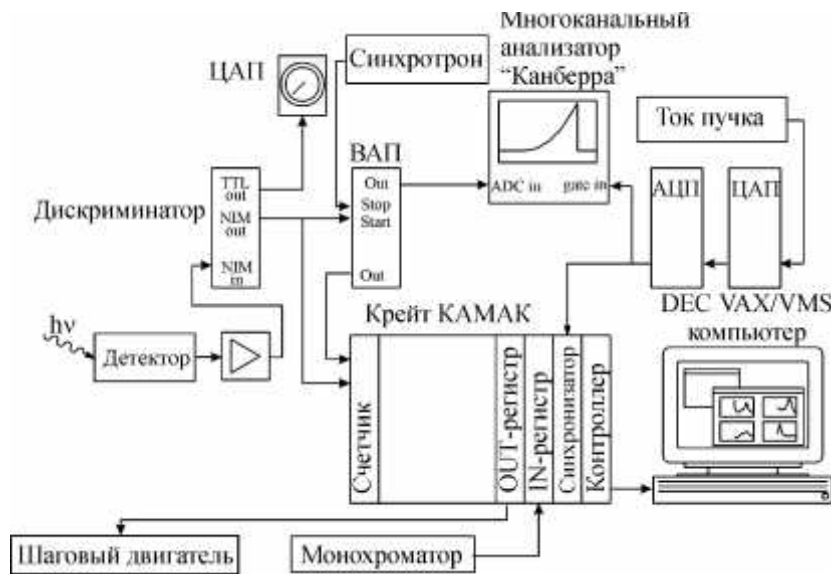 Многоканальный
анализатор
“Канберра”
ЦАП
Синхротрон
Ток пучка
ВАП
TTL
out
Out
ADC in
gate in
АЦП
ЦАП
Дискриминатор
NIM
out
Stop
Start
NIM
in
Out
DEC VAX/VMS
компьютер
Крейт КАМАК
hν
Детектор
Счетчик
OUT-регистр
IN-регистр
Синхронизатор
Контроллер
Шаговый двигатель
Монохроматор